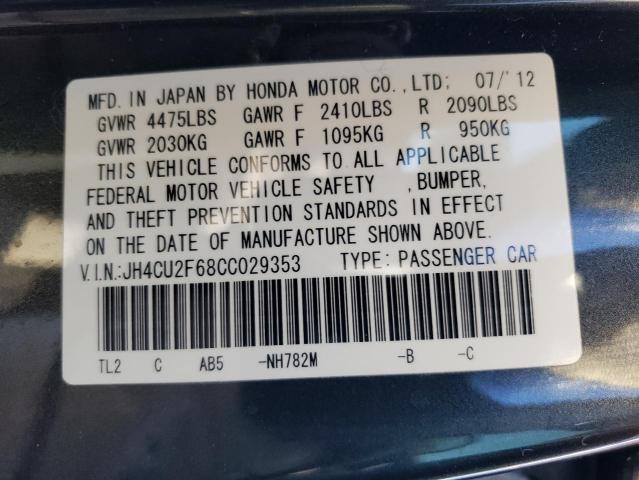 MFD. IN JAPAN BY HONDA MOTOR CO.,LTD: 07/'12
GVWR 4475LBS GAWR F 2410LBS R 2090LBS
GVWR 2030KG GAWR F 1095KG R 950KG
THIS VEHICLE CONFORMS TO ALL APPLICABLE
FEDERAL MOTOR VEHICLE SAFETY ,BUMPER,
AND THEFT PREVENTION STANDARDS IN EFFECT
ON THE DATE OF MANUFACTURE SHOWN ABOVE.
V.I.N.:JH4CU2F68CC029353 TYPE: PASSENGER CAR
TL2 C AB5 -NH782M -B -C